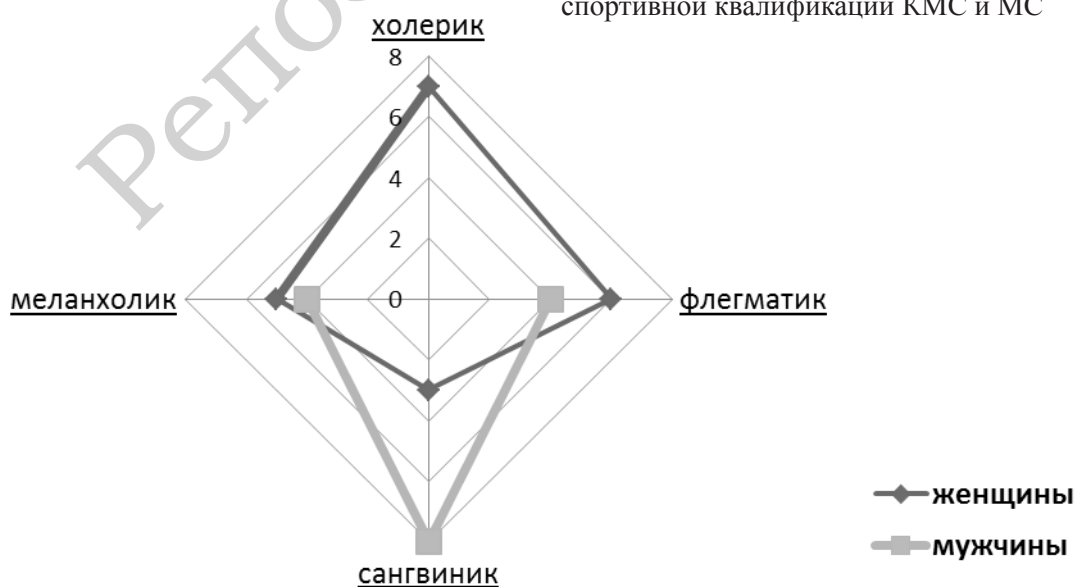 спортивной квалификации КМС и МС
холерик
8
6
4
2
0
меланхолик
флегматик
сангвиник
женщины
мужчины